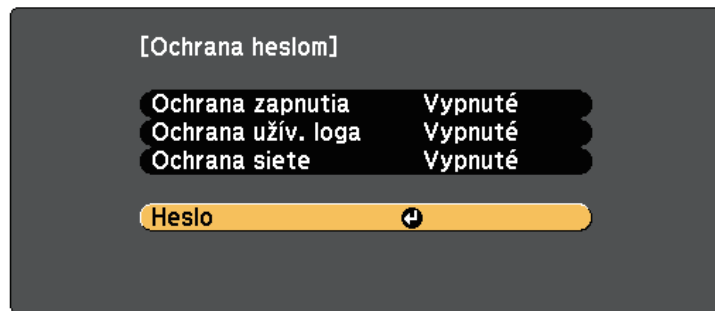 [Ochrana heslom]
Ochrana zapnutia Vypnuté
Ochrana užív. loga Vypnuté
Ochrana siete Vypnuté
Heslo